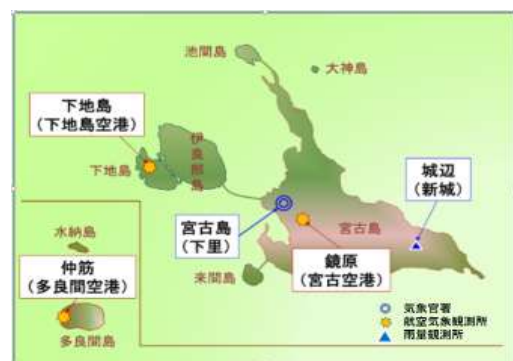 池間島
大神島
下地島
(下地島空港)
伊良部島
下地島
城辺
(新城)
宮古島
(下里)
宮古島
鏡原
(宮古空港)
来間島
水納島
仲筋
(多良間空港)
多良間島
気象官署
航空気象観測所
雨量観測所